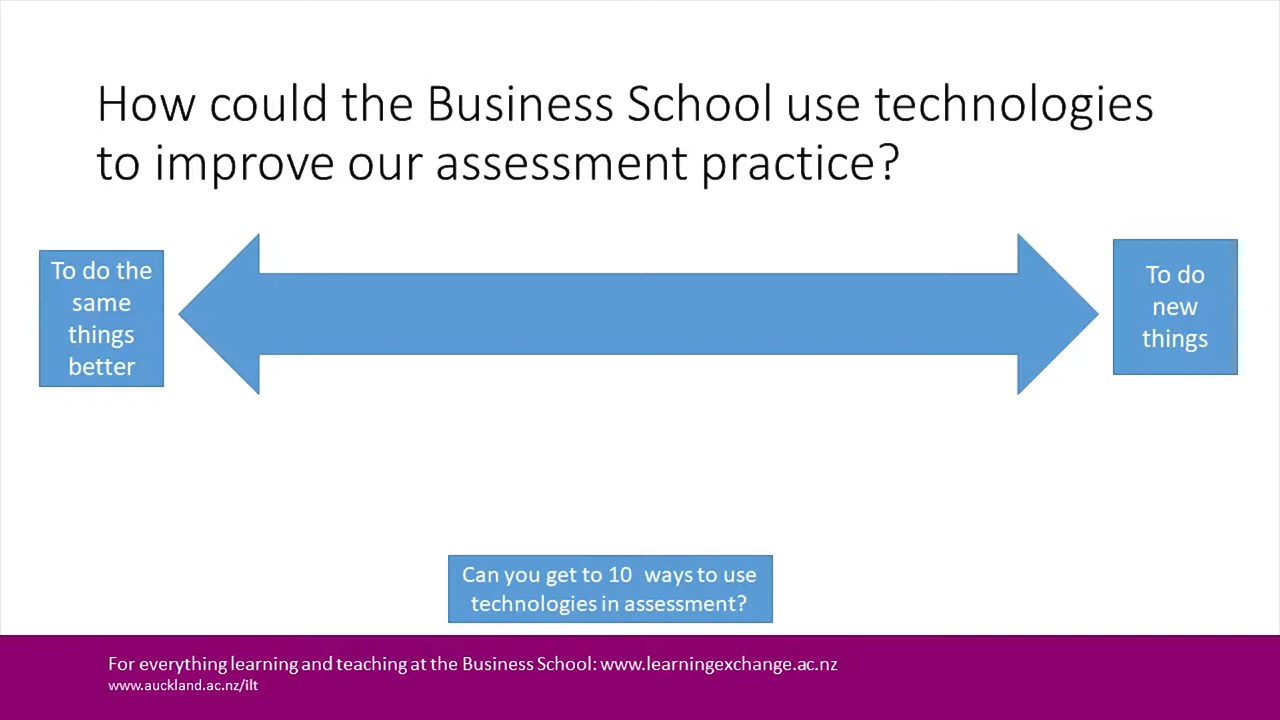 How could the Business School use technologies
to improve our assessment practice?
To do the
same
things
better
To do
new
things
Can you get to 10 ways to use
technologies in assessment?
For everything learning and teaching at the Business School: www.learningexchange.ac.nz
www.auckland.ac.nz/ilt